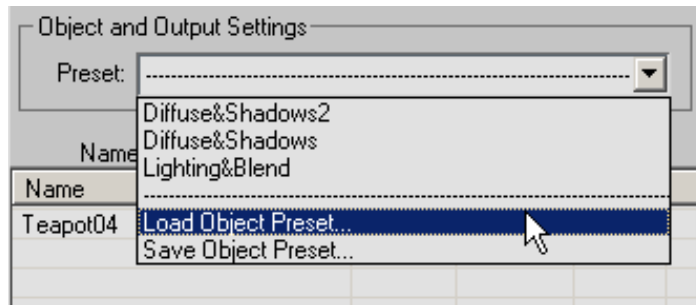 Object and Output Settings
Preset: ----------------------------------------------------------------
Diffuse&Shadows2
Diffuse&Shadows
Name
Lighting&Blend
----------------------------------------------------------------
Name
Teapot04
Load Object Preset...
Save Object Preset...